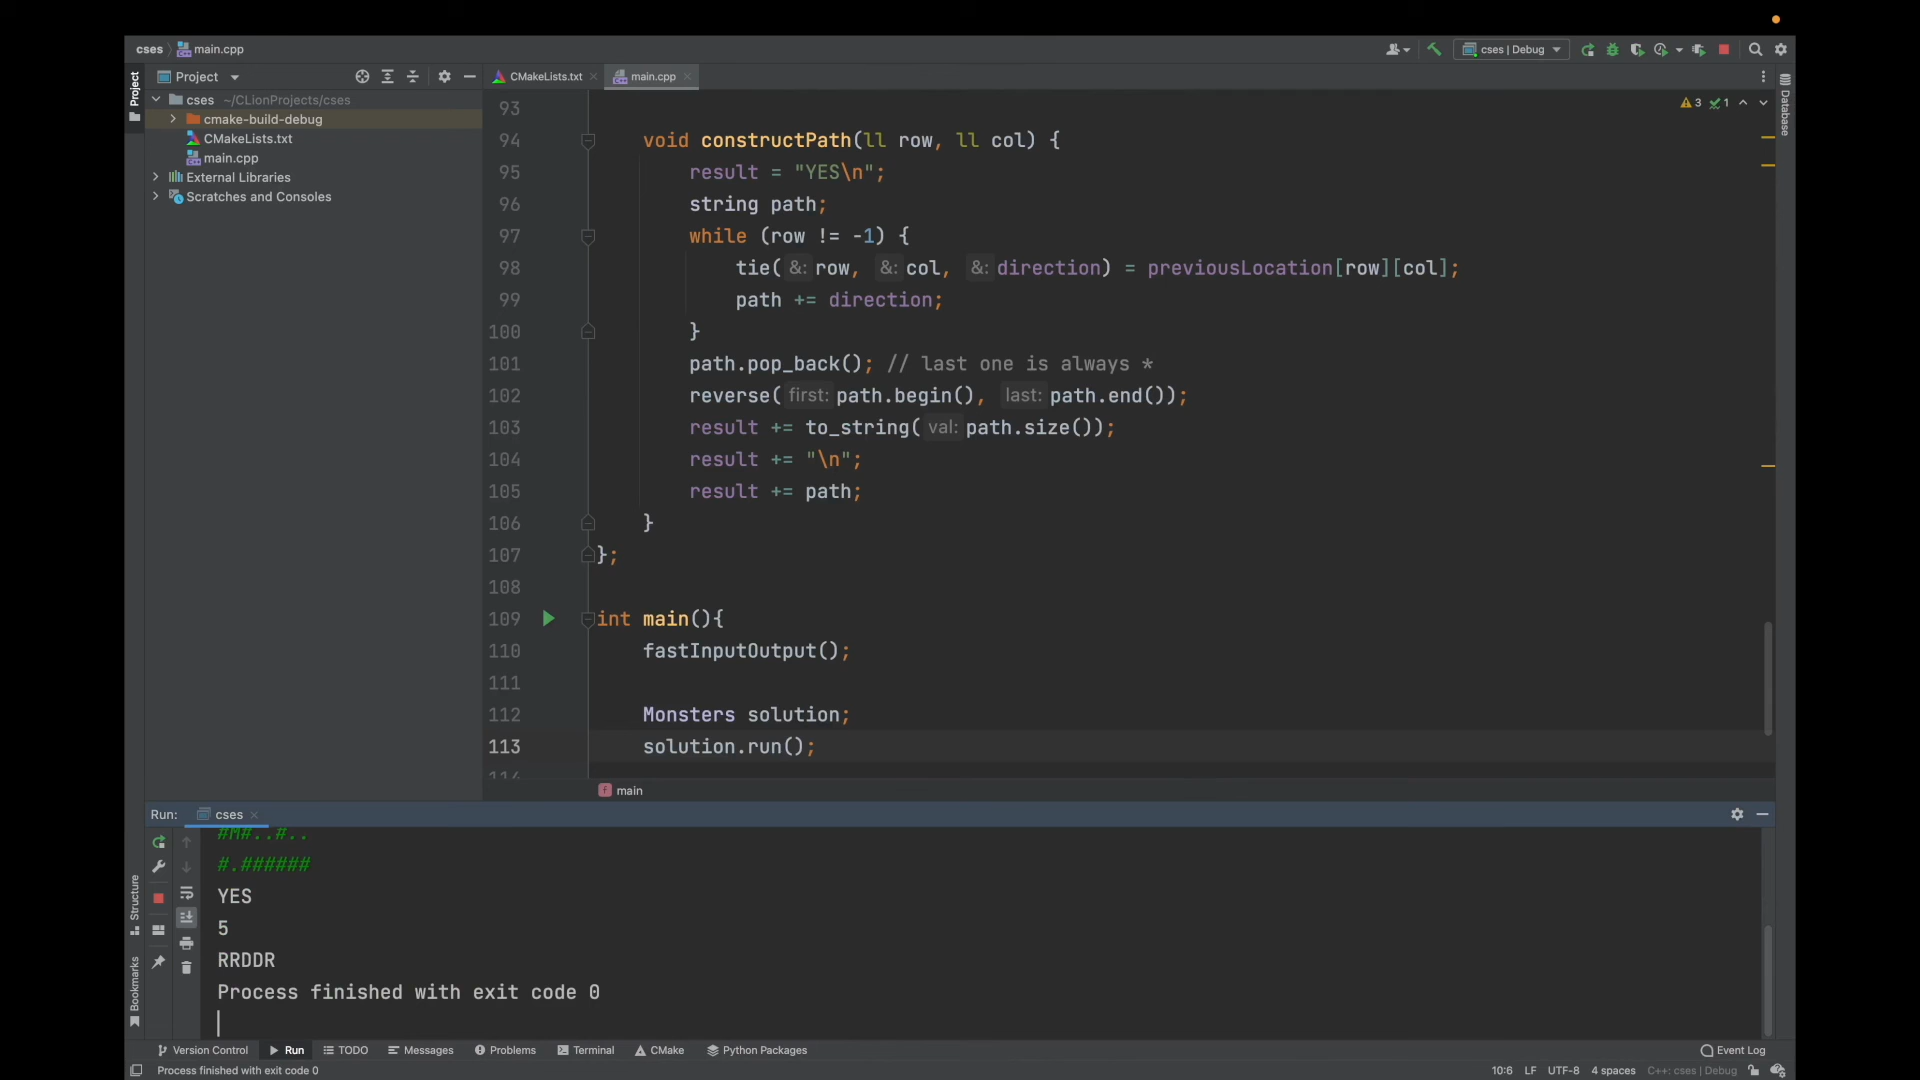 cses main.cpp
cses | Debug
Project
CMakeLists.txt
main.cpp
Project
Database
cses ~/CLionProjects/cses
cmake-build-debug
CMakeLists.txt
main.cpp
External Libraries
Scratches and Consoles
3 1
93
94 void constructPath(ll row, ll col) {
95 result = "YES\n";
96 string path;
97 while (row != -1) {
98 tie( &: row, &: col, &: direction) = previousLocation[row][col];
99 path += direction;
100 }
101 path.pop_back(); // last one is always *
102 reverse( first: path.begin(), last: path.end());
103 result += to_string( val: path.size());
104 result += "\n";
105 result += path;
106 }
107 };
108
109 int main(){
110 fastInputOutput();
111
112 Monsters solution;
113 solution.run();
114
main
Run: cses
#M#..#..
#.######
YES
5
RRDDR
Process finished with exit code 0
Structure
Bookmarks
Version Control Run TODO Messages Problems Terminal CMake Python Packages Event Log
Process finished with exit code 0 10:6 LF UTF-8 4 spaces C++: cses | Debug